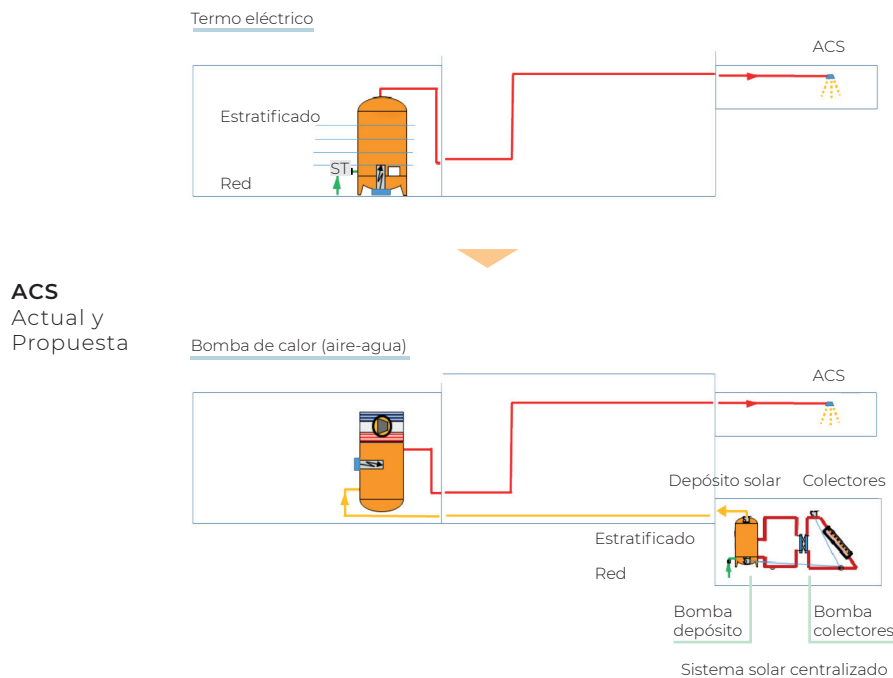 Termo eléctrico
ACS
Estratificado
ST
Red
ACS
Actual y
Propuesta
Bomba de calor (aire-agua)
ACS
Depósito solar
Colectores
ST
Estratificado
Red
Bomba
depósito
Bomba
colectores
Sistema solar centralizado